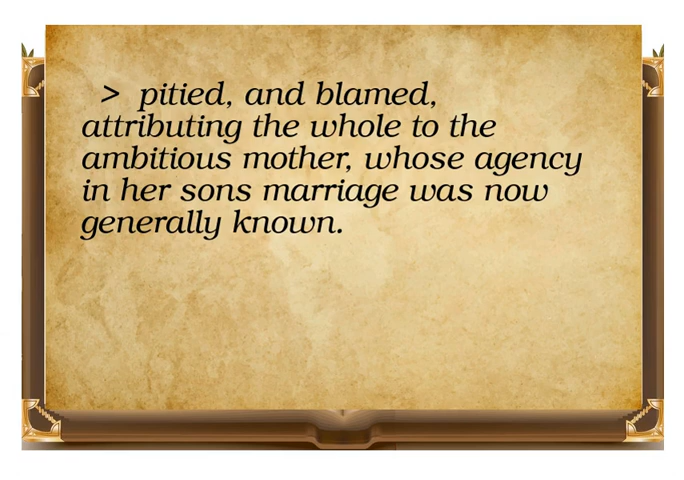 > pitied, and blamed,
attributing the whole to the
ambitious mother, whose agency
in her sons marriage was now
generally known.